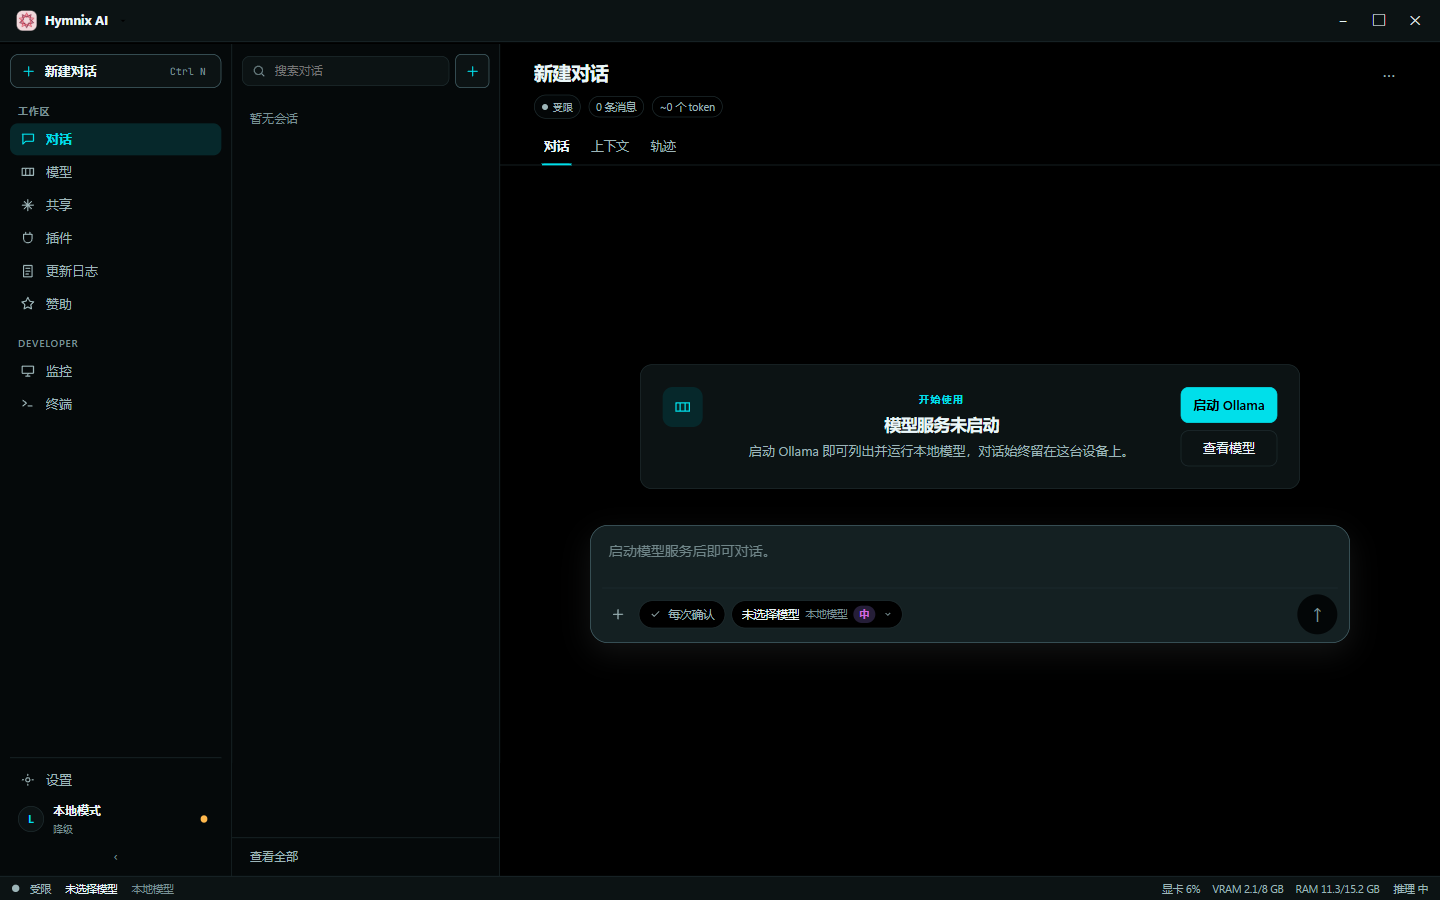 Hymnix AI
新建对话 Ctrl N
工作区
对话
模型
共享
插件
更新日志
赞助
DEVELOPER
监控
终端
设置
L
本地模式
降级
搜索对话
暂无会话
查看全部
新建对话
受限 0 条消息 ~0 个 token
对话 上下文 轨迹
开始使用
模型服务未启动
启动 Ollama 即可列出并运行本地模型，对话始终留在这台设备上。
启动 Ollama
查看模型
启动模型服务后即可对话。
每次确认 未选择模型 本地模型 中
受限 未选择模型 本地模型 显卡 6% VRAM 2.1/8 GB RAM 11.3/15.2 GB 推理 中